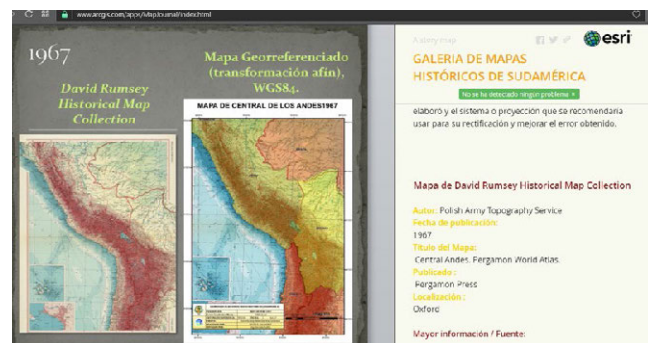 www.arcgis.com/apps/MapJournal/index.html
1967
David Rumsey
Historical Map
Collection
Mapa Georreferenciado
(transformación afín),
WGS84.
MAPA DE CENTRAL DE LOS ANDES1967
A story map
esri
GALERIA DE MAPAS
HISTÓRICOS DE SUDAMÉRICA
No se ha detectado ningún problema
elaboró y el sistema o proyección que se recomendaria
usar para su rectificación y mejorar el error obtenido.
Mapa de David Rumsey Historical Map Collection
Autor: Polish Army Topography Service
Fecha de publicación:
1967
Título del Mapa:
Central Andes. Pergamon World Atlas.
Publicado :
Pergamon Press
Localización :
Oxford
Mayor información / Fuente: